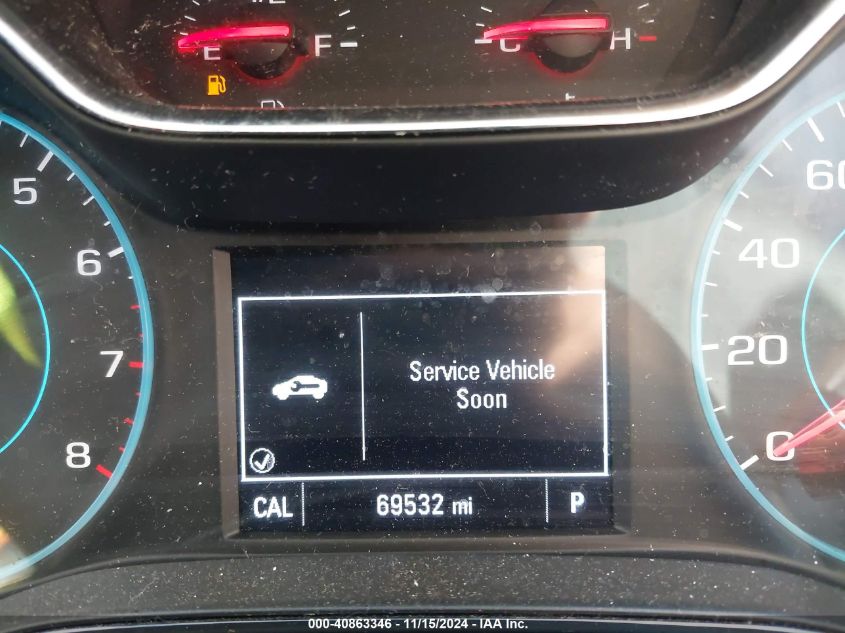 E F
C H
5
6
7
8
60
40
20
0
Service Vehicle
Soon
CAL 69532 mi P
000-40863346 - 11/15/2024 - IAA Inc.